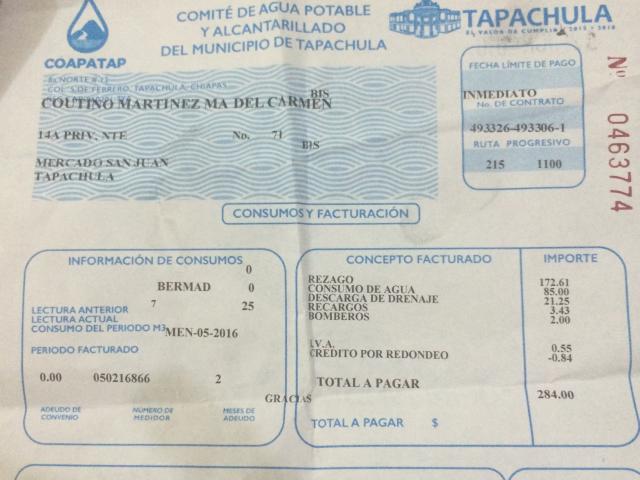 COMITÉ DE AGUA POTABLE
Y ALCANTARILLADO
DEL MUNICIPIO DE TAPACHULA
COAPATAP
TAPACHULA
EL VALOR DE CUMPLIR 2015 - 2018
8a NORTE #
COL. 5 DE FEBRERO, TAPACHULA, CHIAPAS
BIS
COUTINO MARTINEZ MA DEL CARMEN
14A PRIV. NTE No. 71
BIS
MERCADO SAN JUAN
TAPACHULA
FECHA LÍMITE DE PAGO
INMEDIATO
No. DE CONTRATO
493326-493306-1
RUTA PROGRESIVO
215 1100
Nº 0463774
CONSUMOS Y FACTURACIÓN
INFORMACIÓN DE CONSUMOS
0
BERMAD 0
LECTURA ANTERIOR 7 25
LECTURA ACTUAL
CONSUMO DEL PERIODO M3 MEN-05-2016
PERIODO FACTURADO
0.00 050216866 2
GRACIAS
ADEUDO DE CONVENIO
NÚMERO DE MEDIDOR
MESES DE ADEUDO
CONCEPTO FACTURADO IMPORTE
REZAGO 172.61
CONSUMO DE AGUA 85.00
DESCARGA DE DRENAJE 21.25
RECARGOS 3.43
BOMBEROS 2.00
I.V.A. 0.55
CREDITO POR REDONDEO -0.84
TOTAL A PAGAR 284.00
TOTAL A PAGAR $